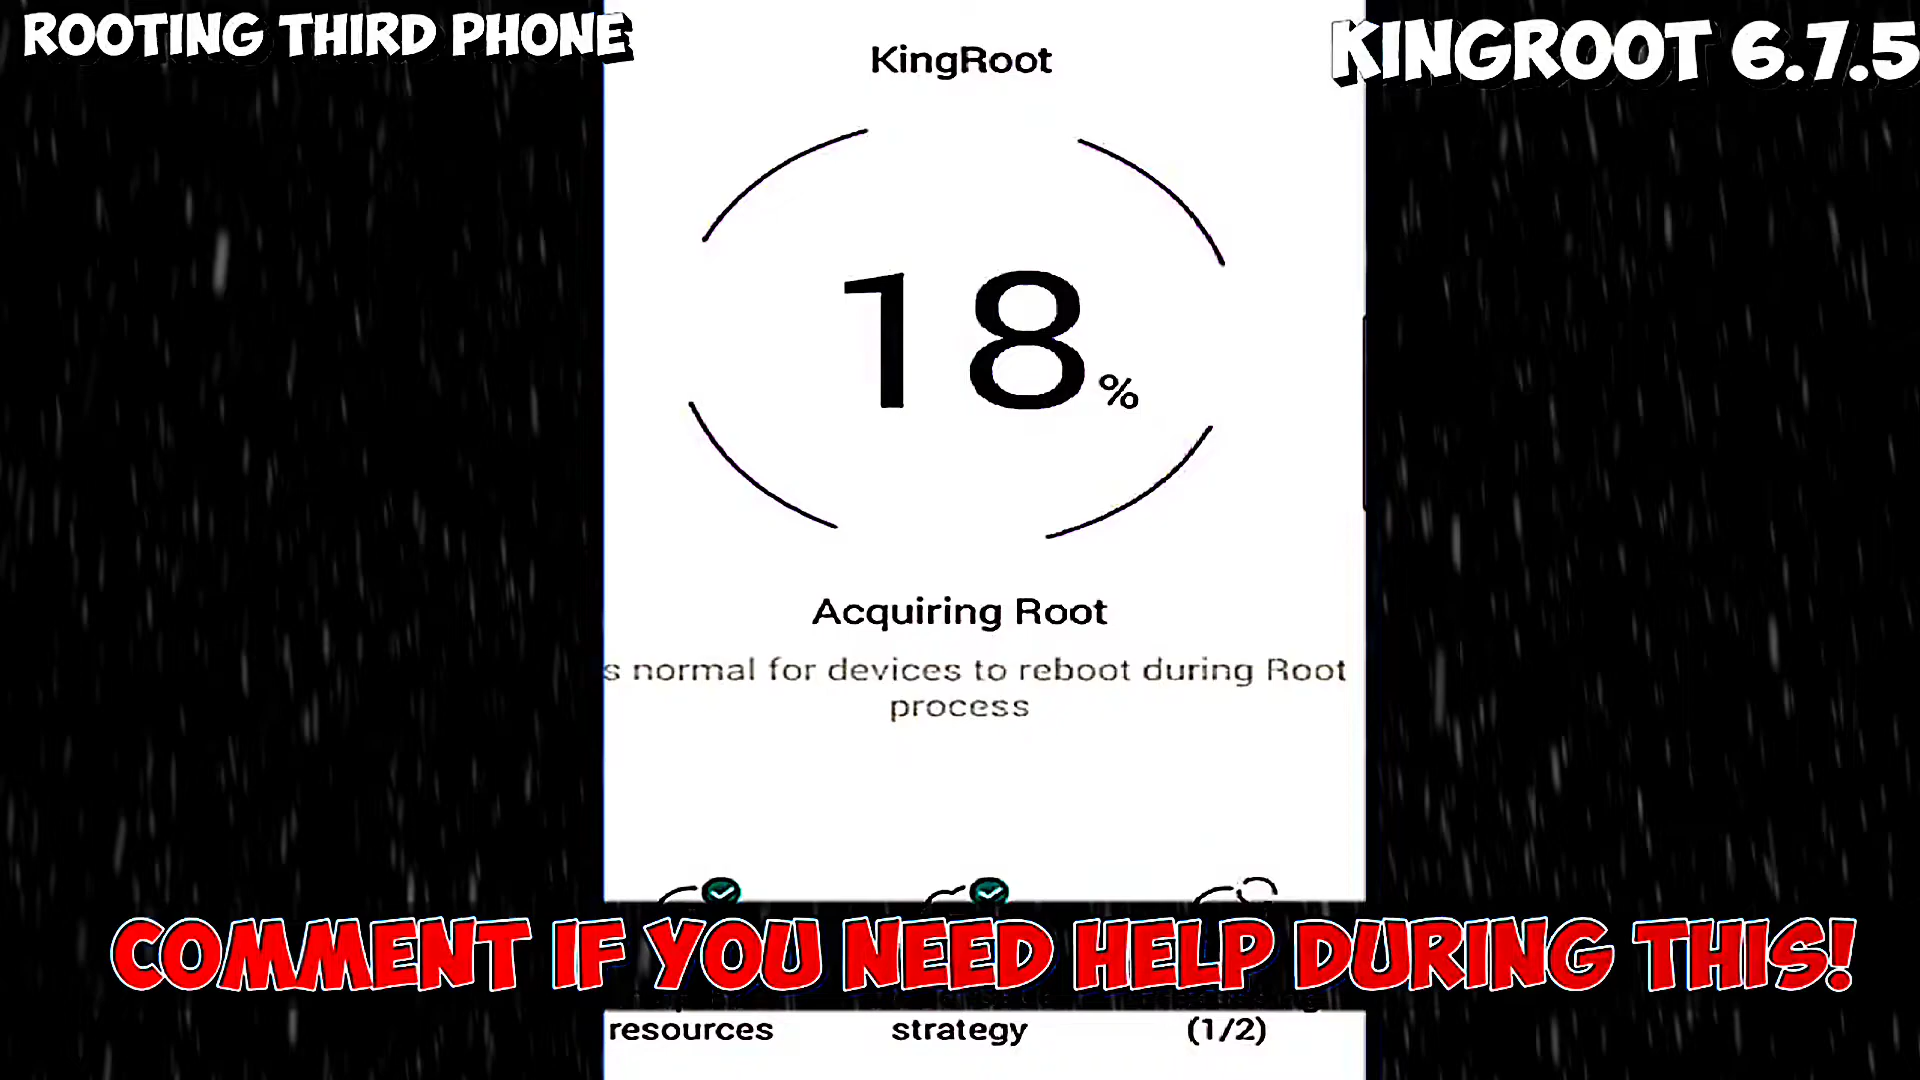 ROOTING THIRD PHONE
KINGROOT 6.7.5
KingRoot
18%
Acquiring Root
s normal for devices to reboot during Root
process
COMMENT IF YOU NEED HELP DURING THIS!
resources
strategy
(1/2)